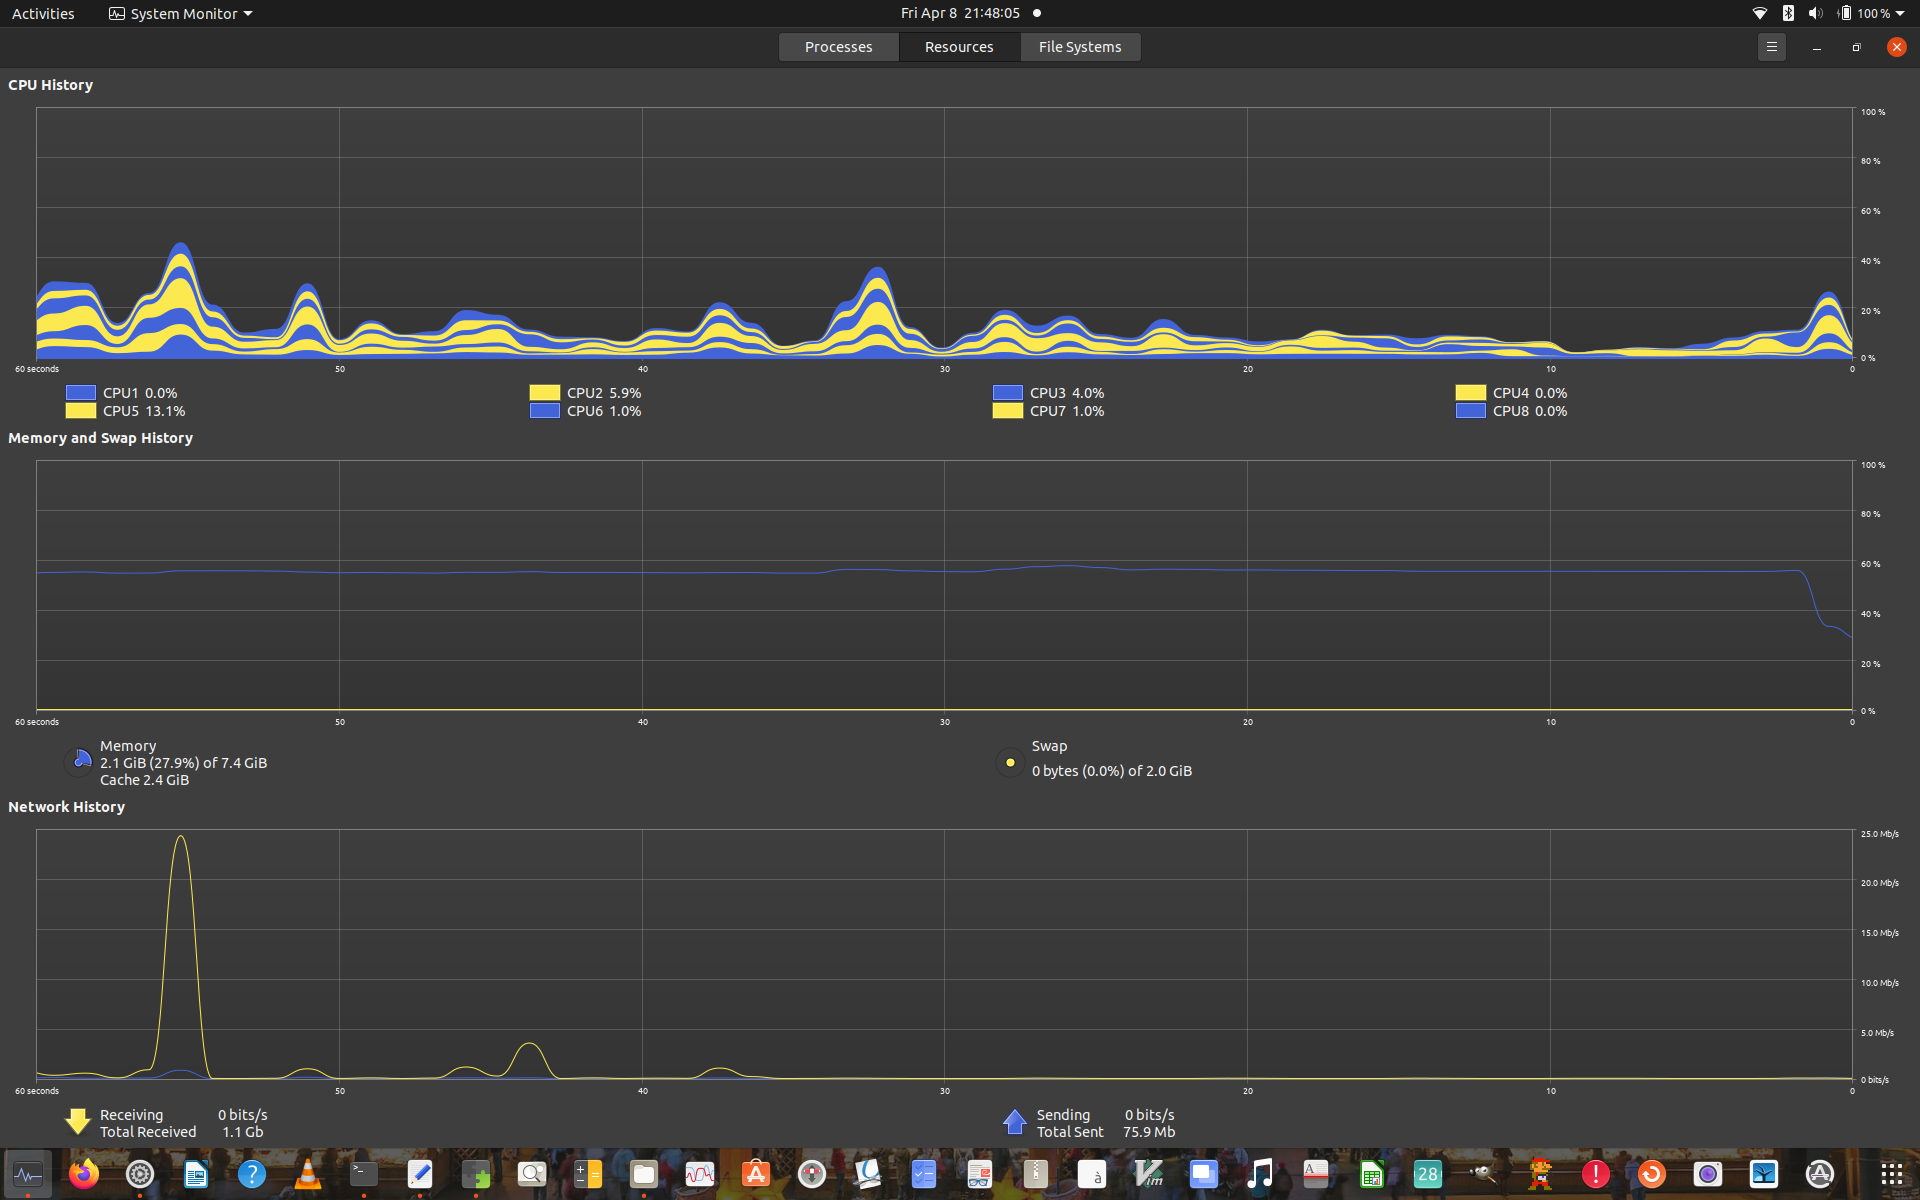 Activities System Monitor Fri Apr 8 21:48:05 100 %
Processes Resources File Systems
CPU History
100 %
80 %
60 %
40 %
20 %
0 %
60 seconds 50 40 30 20 10 0
CPU1 0.0% CPU2 5.9% CPU3 4.0% CPU4 0.0%
CPU5 13.1% CPU6 1.0% CPU7 1.0% CPU8 0.0%
Memory and Swap History
100 %
80 %
60 %
40 %
20 %
0 %
60 seconds 50 40 30 20 10 0
Memory
2.1 GiB (27.9%) of 7.4 GiB
Cache 2.4 GiB
Swap
0 bytes (0.0%) of 2.0 GiB
Network History
25.0 Mb/s
20.0 Mb/s
15.0 Mb/s
10.0 Mb/s
5.0 Mb/s
0 bits/s
60 seconds 50 40 30 20 10 0
Receiving 0 bits/s
Total Received 1.1 Gb
Sending 0 bits/s
Total Sent 75.9 Mb
? >_ à Vim A 28 !